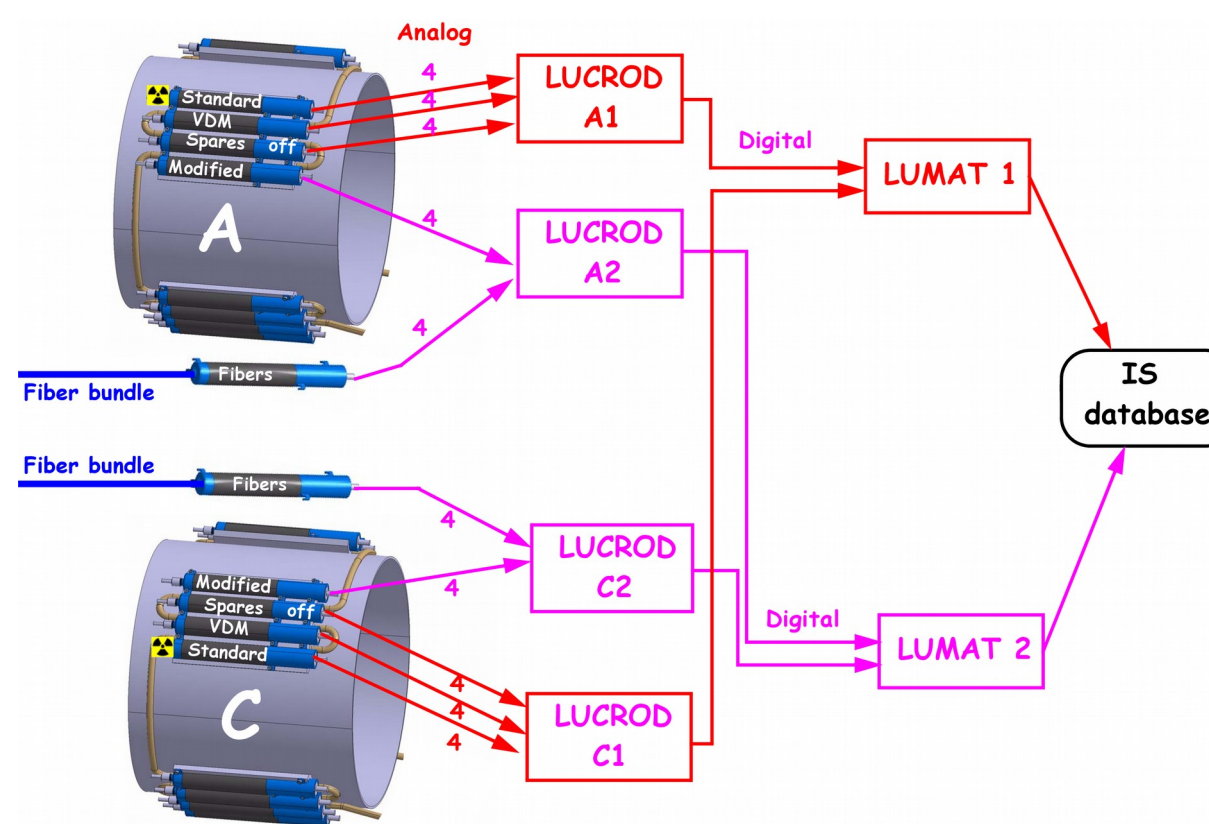 Analog
4
4
4
LUCROD
A1
Standard
VDM
Spares off
Modified
A
Digital
LUMAT 1
4
LUCROD
A2
4
Fibers
Fiber bundle
IS
database
Fiber bundle
Fibers
4
LUCROD
C2
Modified
4
Spares off
VDM
Standard
Digital
LUMAT 2
C
4
4
4
LUCROD
C1